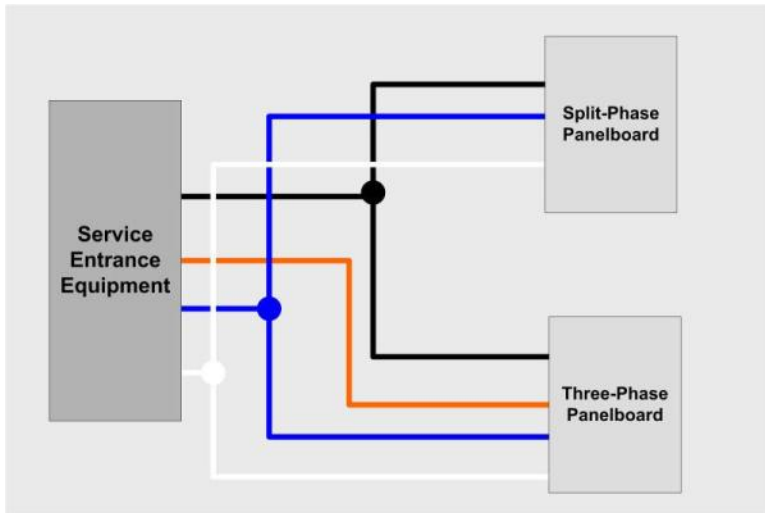 Service
Entrance
Equipment
Split-Phase
Panelboard
Three-Phase
Panelboard